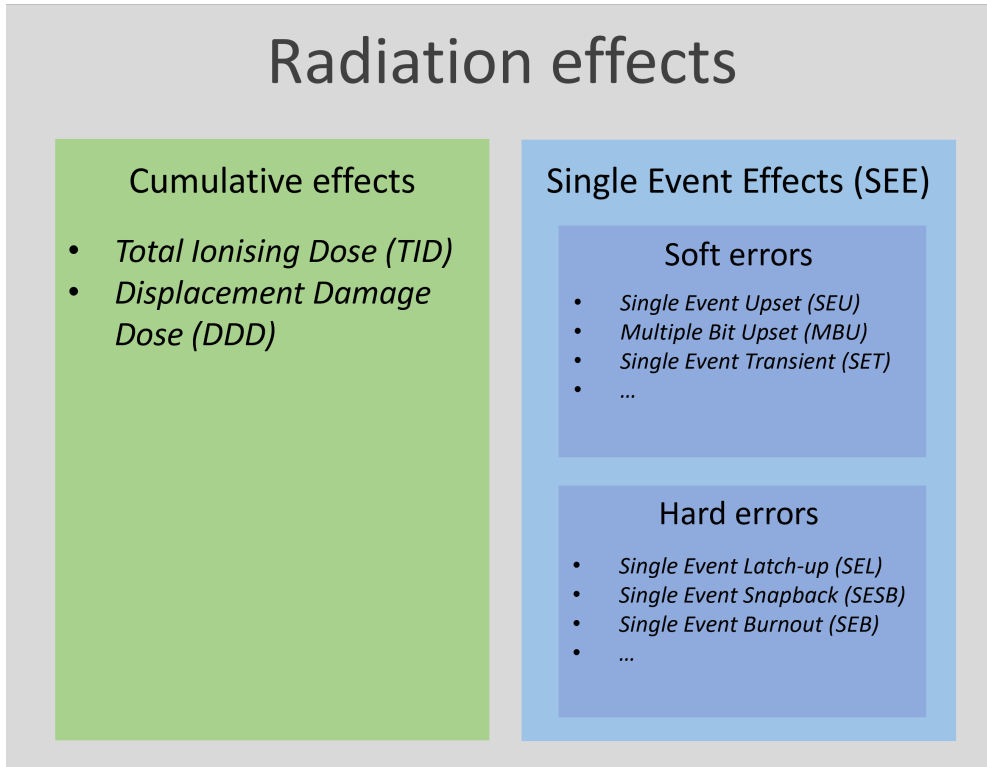 Radiation effects
Cumulative effects
• Total Ionising Dose (TID)
• Displacement Damage
Dose (DDD)
Single Event Effects (SEE)
Soft errors
• Single Event Upset (SEU)
• Multiple Bit Upset (MBU)
• Single Event Transient (SET)
• ...
Hard errors
• Single Event Latch-up (SEL)
• Single Event Snapback (SESB)
• Single Event Burnout (SEB)
• ...